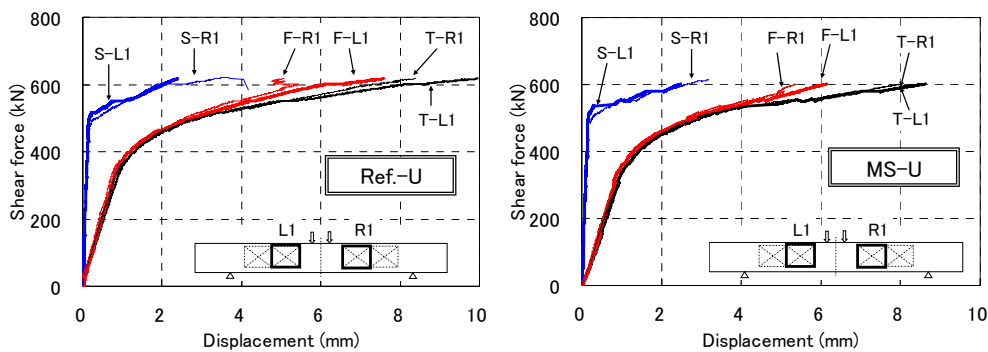 800
600
400
200
0
Shear force (kN)
S-L1
S-R1
F-R1
F-L1
T-R1
T-L1
Ref.-U
L1
R1
0
2
4
6
8
10
Displacement (mm)
800
600
400
200
0
Shear force (kN)
S-L1
S-R1
F-R1
F-L1
T-R1
T-L1
MS-U
L1
R1
0
2
4
6
8
10
Displacement (mm)